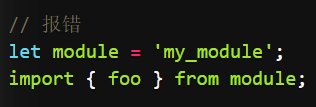 // 报错
let module = 'my_module';
import { foo } from module;